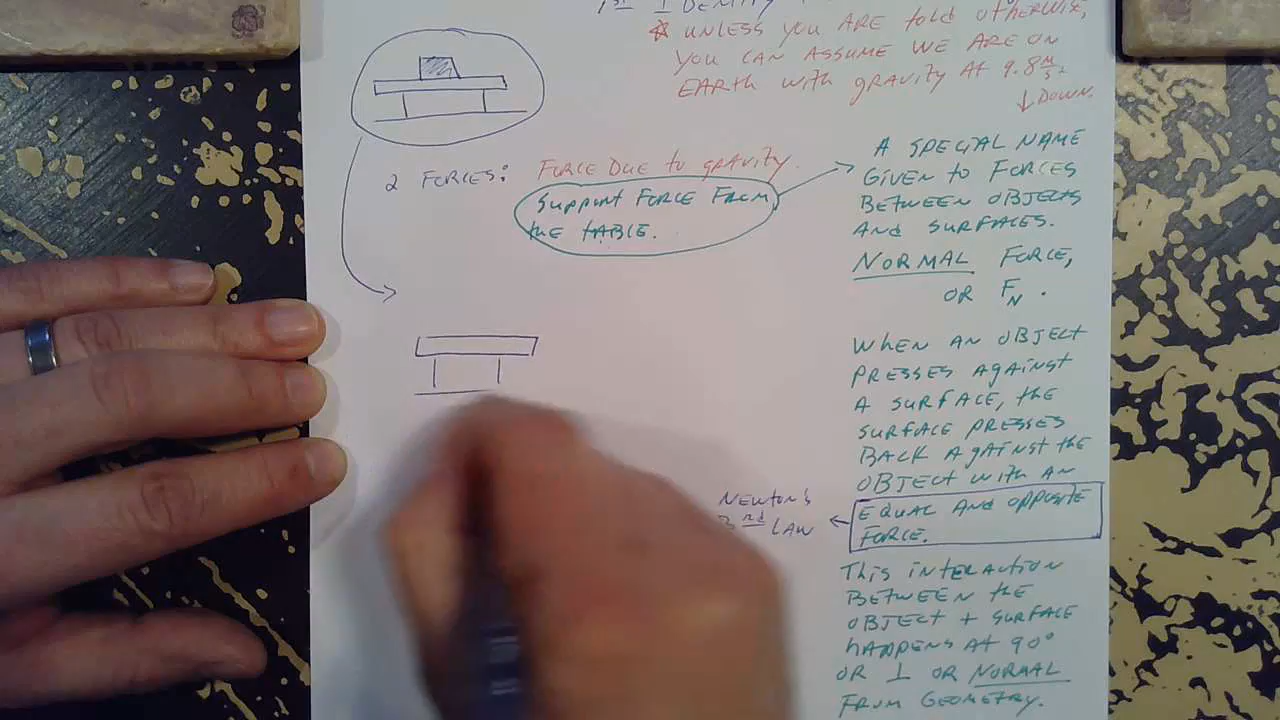 1st IDENTIFY
* UNLESS YOU ARE told OTHERWISE,
YOU CAN ASSUME WE ARE ON
EARTH WITH gRAVITY AT 9.8 m/s²
↓ DOWN.
2 FORCES: FORCE DUE to gRAVITY.
SUPPORT FORCE FROM
the TABLE.
A SPECIAL NAME
GIVEN to FORCES
BETWEEN OBJECTS
AND SURFACES.
NORMAL FORCE,
OR F_N.
WHEN AN OBJECT
PRESSES AGAINST
A SURFACE, the
SURFACE PRESSES
BACK AGAINST the
OBJECT WITH AN
EQUAL AND OPPOSITE
FORCE.
NEWTON'S
3rd LAW
THIS INTERACTION
BETWEEN the
OBJECT + SURFACE
HAPPENS AT 90°
OR ⊥ OR NORMAL
FROM GEOMETRY.